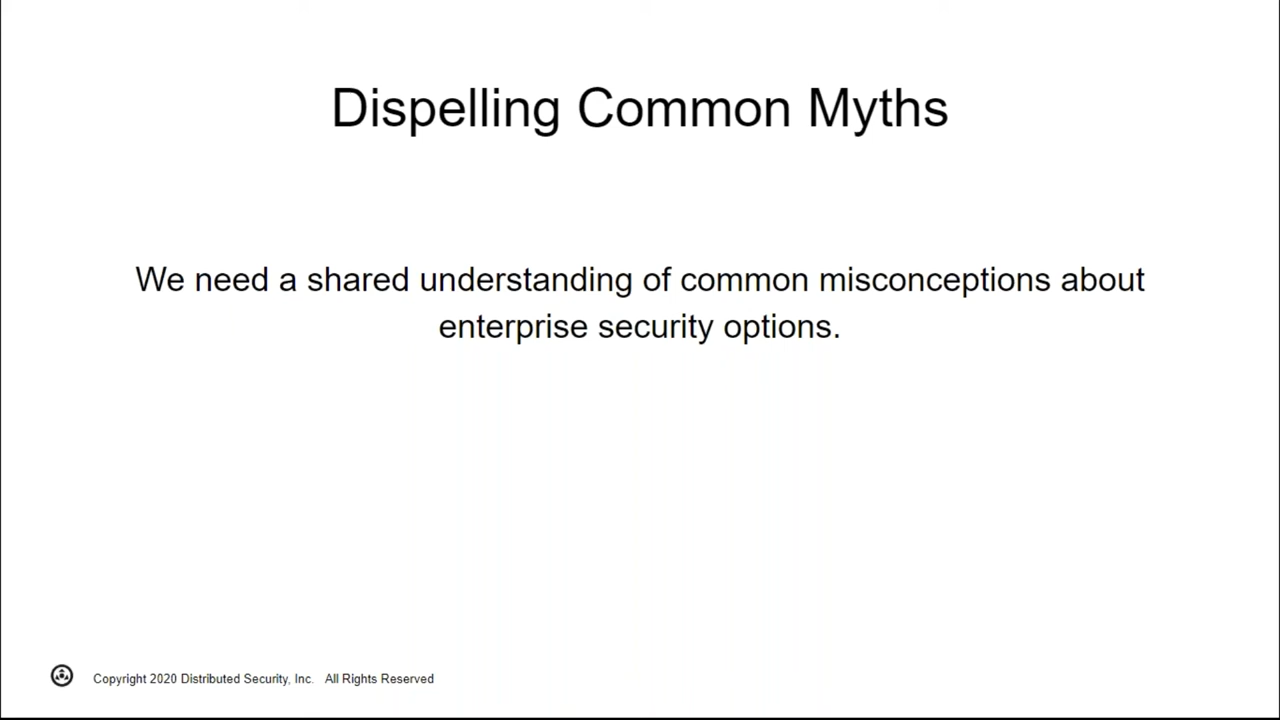 Dispelling Common Myths
We need a shared understanding of common misconceptions about
enterprise security options.
Copyright 2020 Distributed Security, Inc. All Rights Reserved